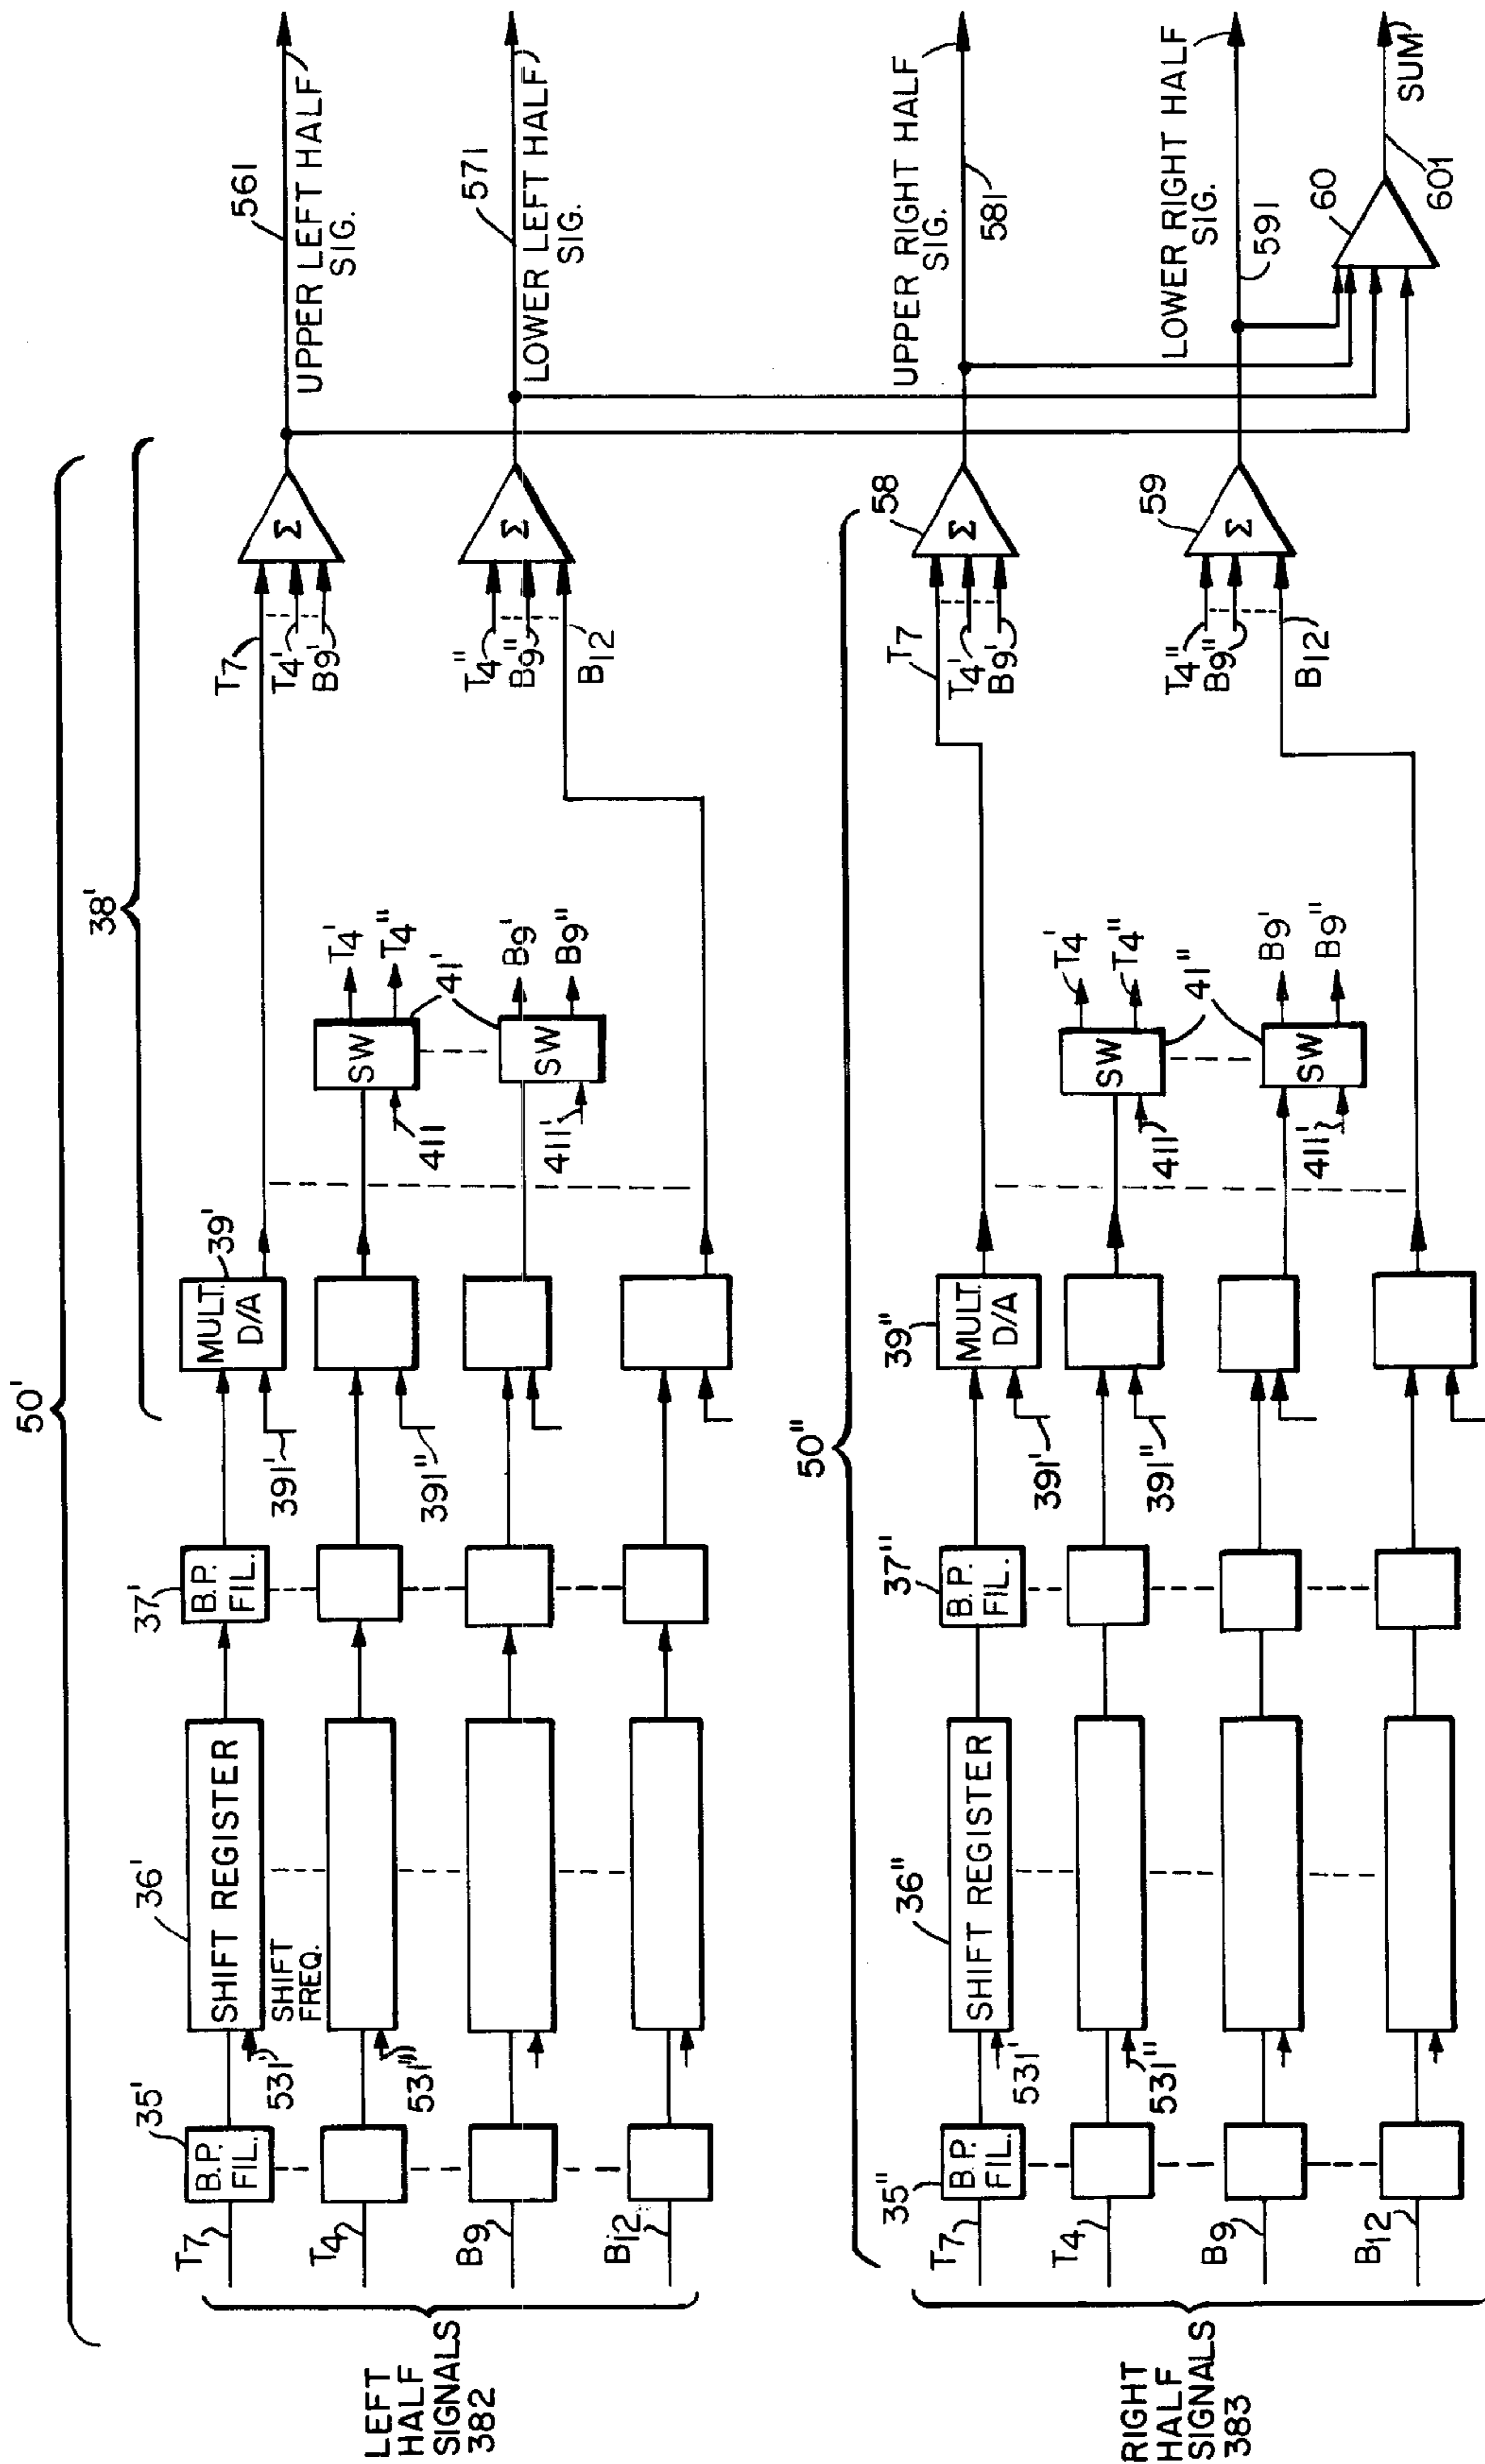 50'
38'
LEFT
HALF
SIGNALS
382
T7
T4
B9
B12
35'
B.P.
FIL.
531'
531"
36'
SHIFT REGISTER
SHIFT
FREQ.
37'
B.P.
FIL.
391'
391"
39'
MULT.
D/A
411
411'
SW
SW
41'
T4'
T4"
B9'
B9"
T7
T4'
B9'
Σ
T4"
B9"
B12
Σ
561
UPPER LEFT HALF
SIG.
571
LOWER LEFT HALF
SIG.
50"
RIGHT
HALF
SIGNALS
383
T7
T4
B9
B12
35"
B.P.
FIL.
531'
531"
36"
SHIFT REGISTER
37"
B.P.
FIL.
391'
391"
39"
MULT.
D/A
411
411'
SW
SW
41"
T4'
T4"
B9'
B9"
T7
T4'
B9'
58
Σ
T4"
B9"
B12
59
Σ
UPPER RIGHT HALF
SIG.
581
LOWER RIGHT HALF
SIG.
591
60
601
SUM